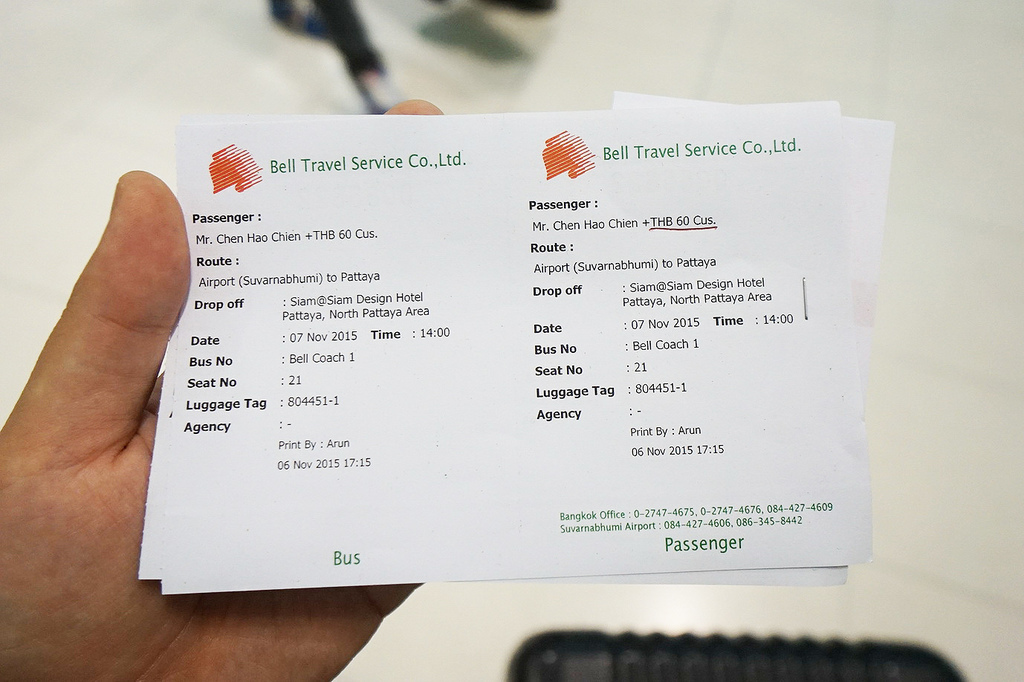 Bell Travel Service Co.,Ltd.
Passenger :
Mr. Chen Hao Chien +THB 60 Cus.
Route :
Airport (Suvarnabhumi) to Pattaya
Drop off : Siam@Siam Design Hotel
Pattaya, North Pattaya Area
Date : 07 Nov 2015 Time : 14:00
Bus No : Bell Coach 1
Seat No : 21
Luggage Tag : 804451-1
Agency : -
Print By : Arun
06 Nov 2015 17:15
Bus
Bell Travel Service Co.,Ltd.
Passenger :
Mr. Chen Hao Chien +THB 60 Cus.
Route :
Airport (Suvarnabhumi) to Pattaya
Drop off : Siam@Siam Design Hotel
Pattaya, North Pattaya Area
Date : 07 Nov 2015 Time : 14:00
Bus No : Bell Coach 1
Seat No : 21
Luggage Tag : 804451-1
Agency : -
Print By : Arun
06 Nov 2015 17:15
Bangkok Office : 0-2747-4675, 0-2747-4676, 084-427-4609
Suvarnabhumi Airport : 084-427-4606, 086-345-8442
Passenger